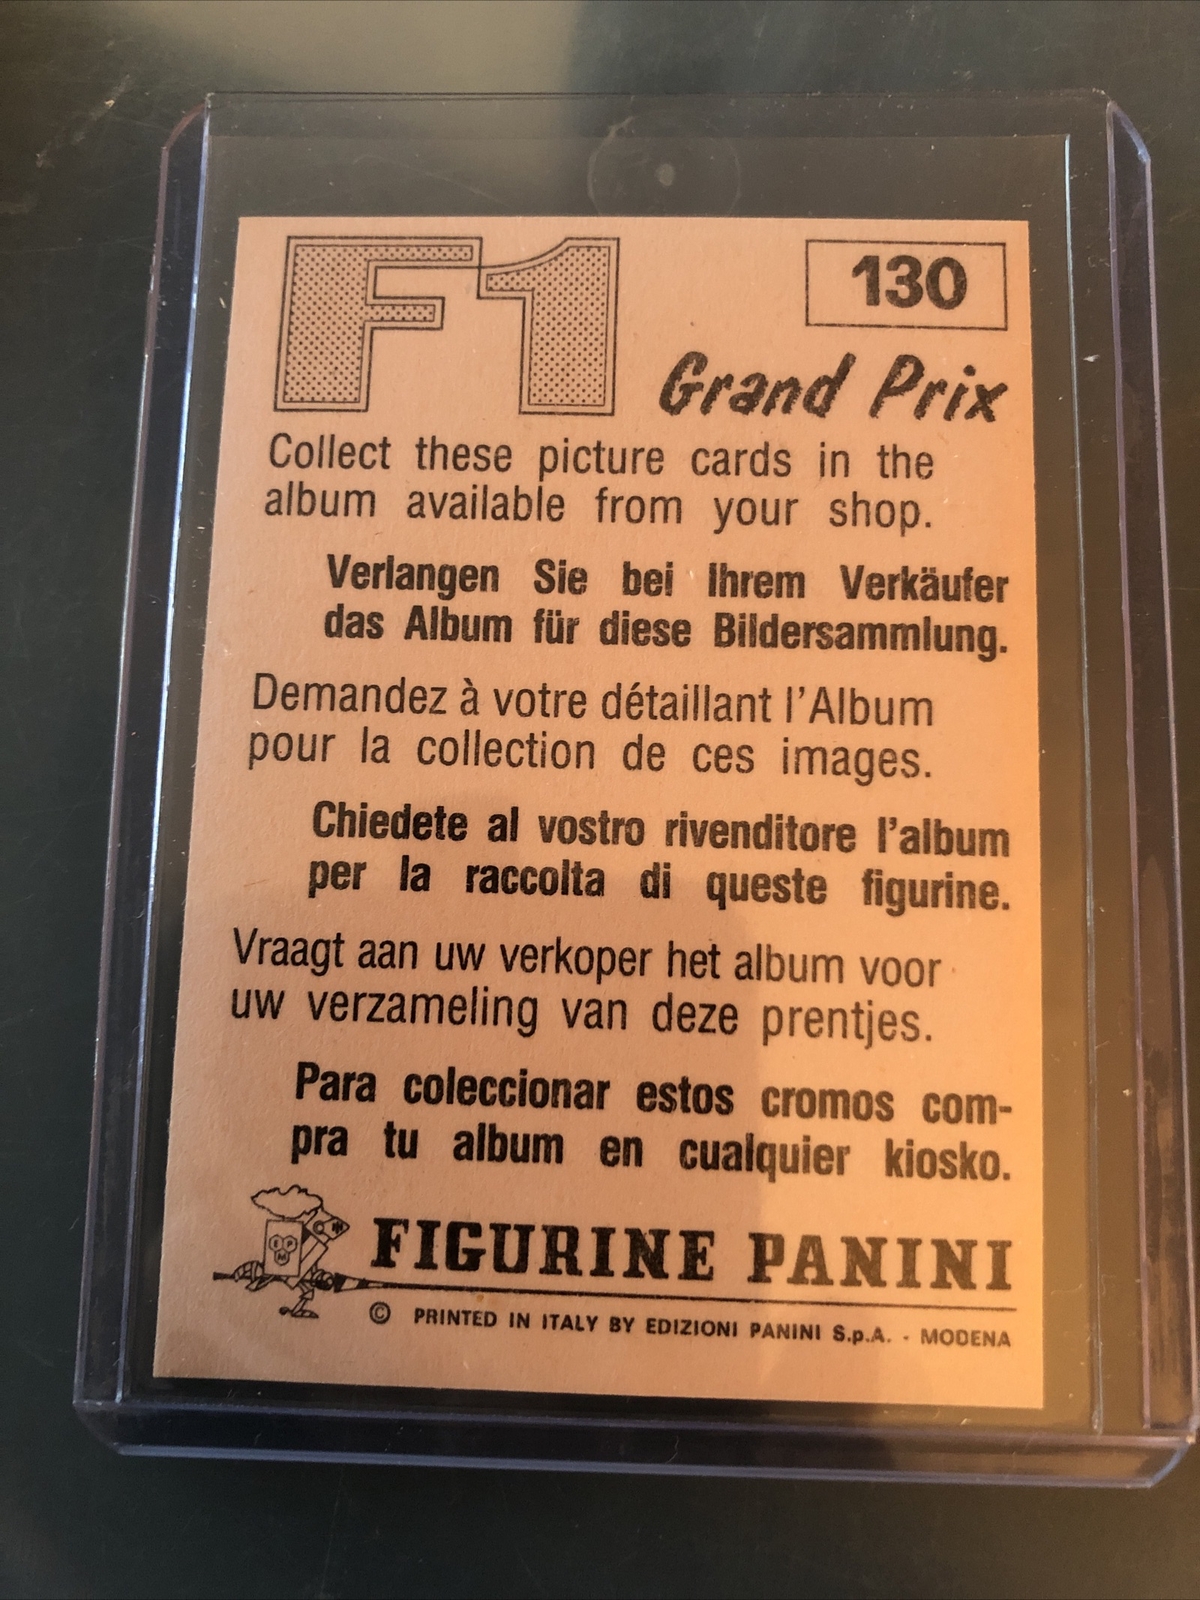 F1
130
Grand Prix
Collect these picture cards in the
album available from your shop.
Verlangen Sie bei Ihrem Verkäufer
das Album für diese Bildersammlung.
Demandez à votre détaillant l'Album
pour la collection de ces images.
Chiedete al vostro rivenditore l'album
per la raccolta di queste figurine.
Vraagt aan uw verkoper het album voor
uw verzameling van deze prentjes.
Para coleccionar estos cromos com-
pra tu album en cualquier kiosko.
EPM
FIGURINE PANINI
© PRINTED IN ITALY BY EDIZIONI PANINI S.p.A. - MODENA